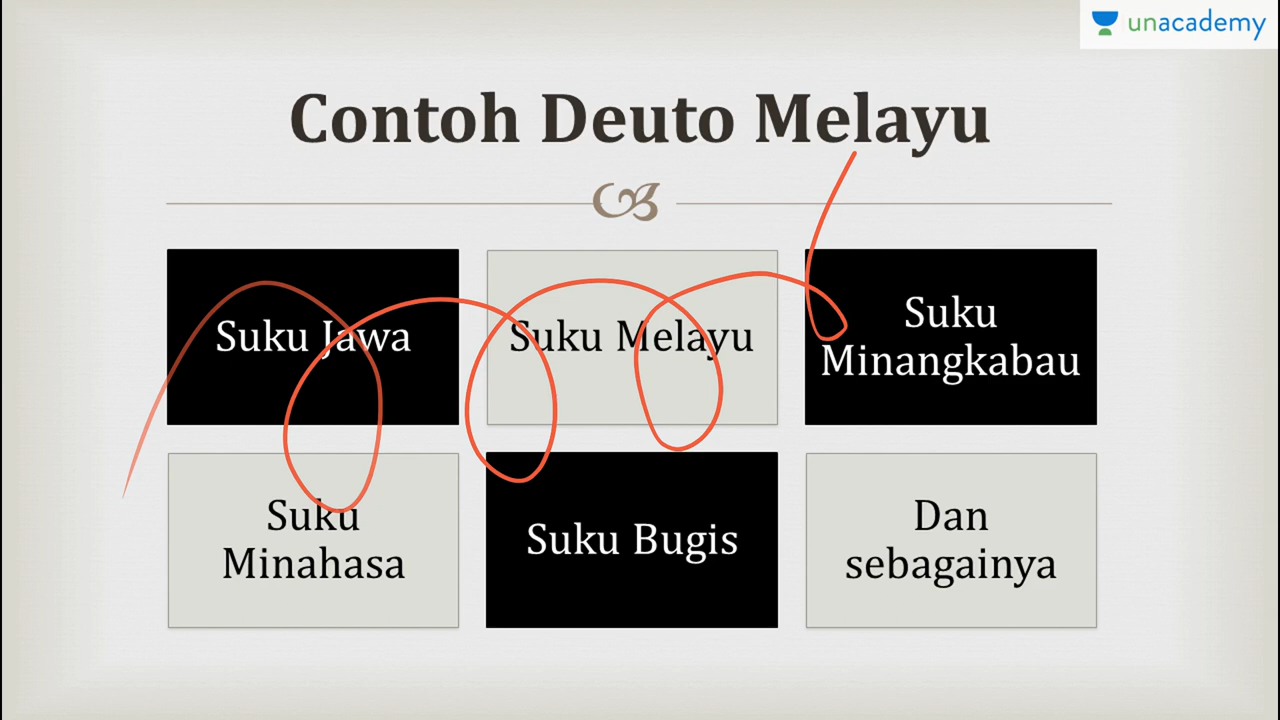 unacademy
Contoh Deuto Melayu
Suku Jawa
Suku Melayu
Suku
Minangkabau
Suku
Minahasa
Suku Bugis
Dan
sebagainya